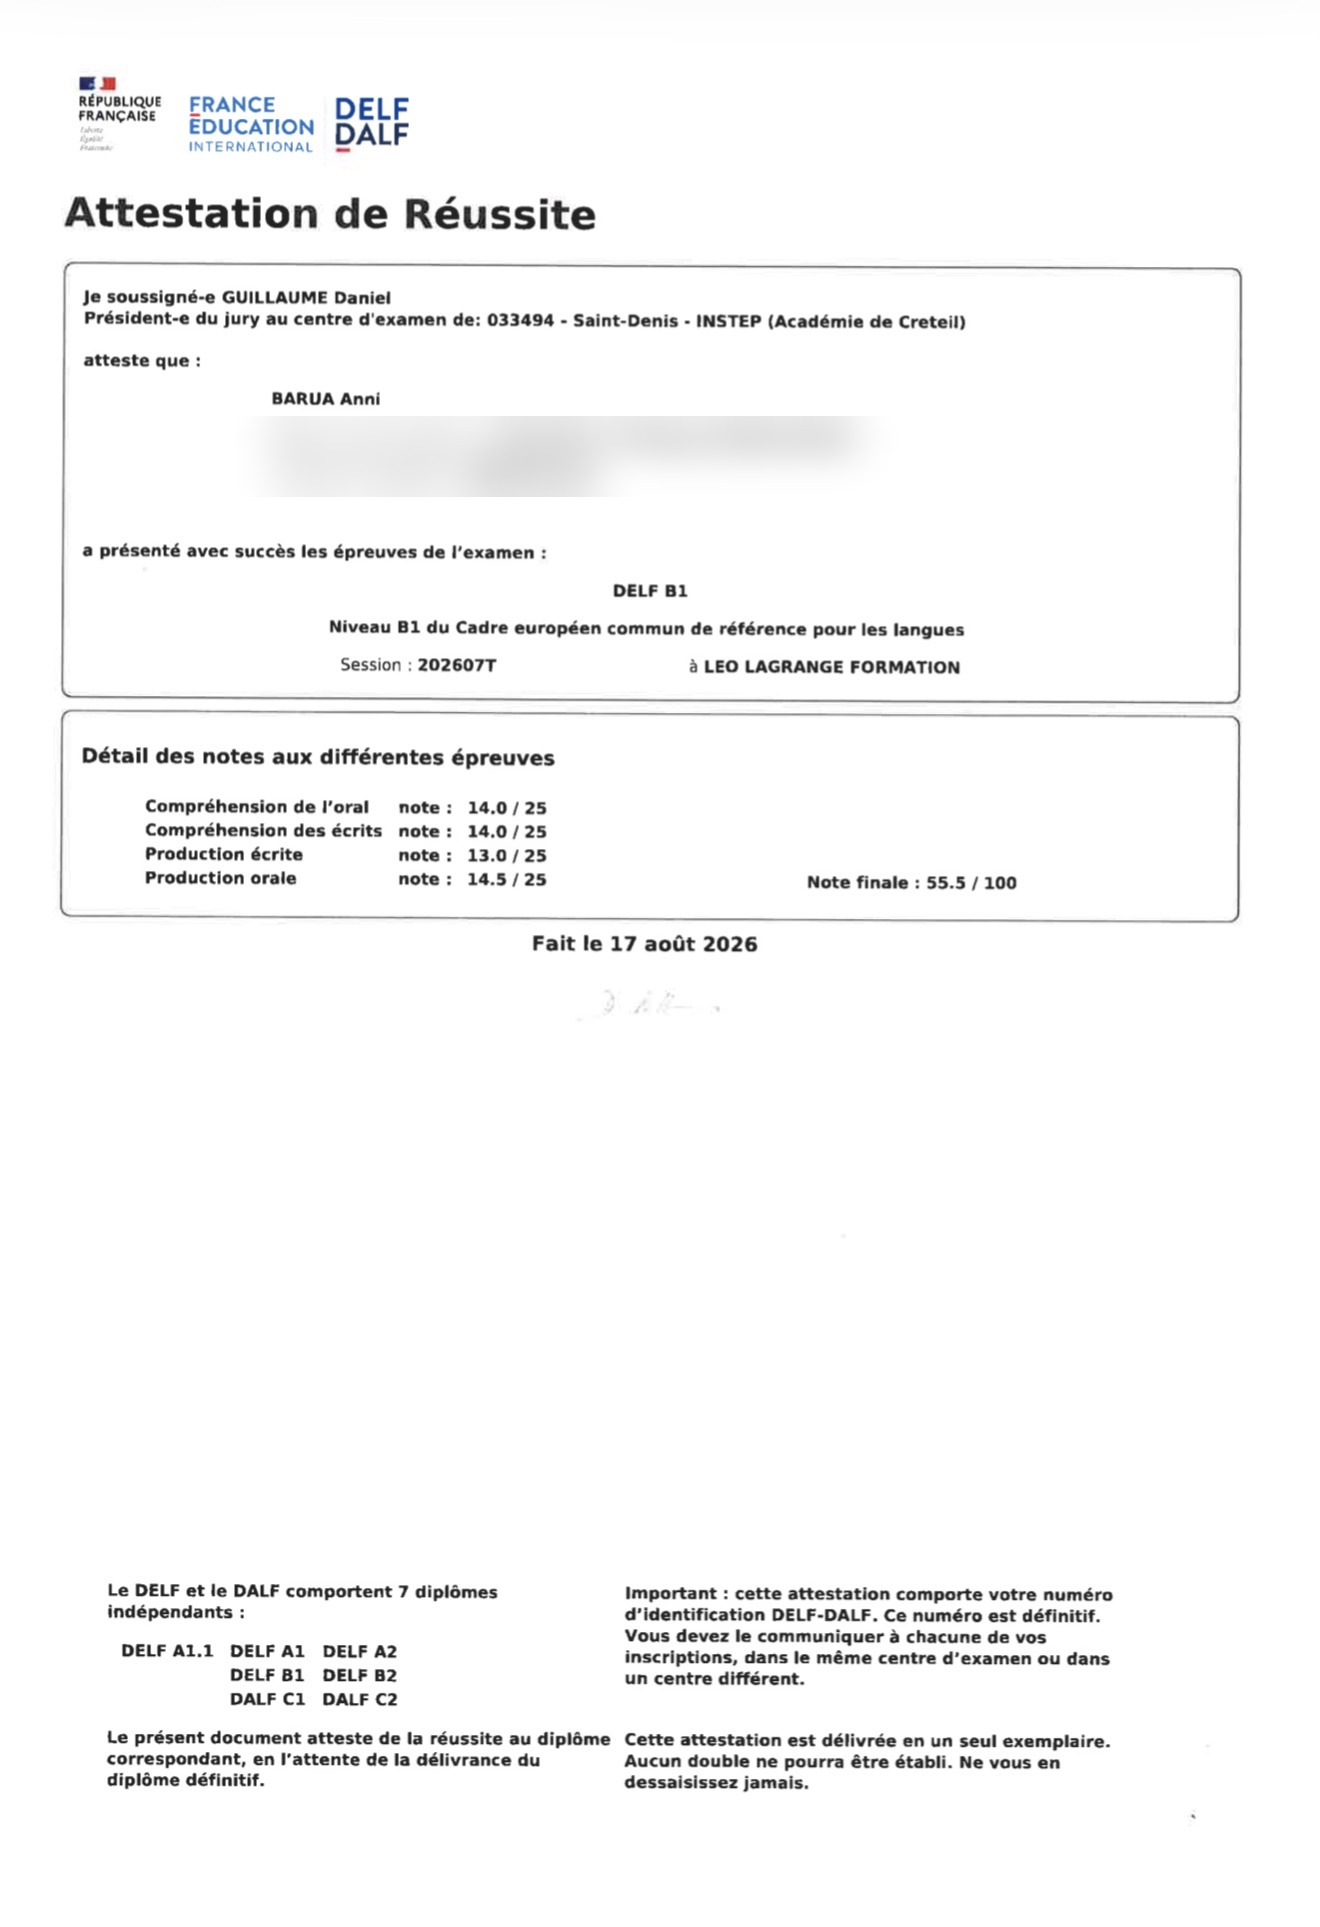 RÉPUBLIQUE
FRANÇAISE
Liberté
Égalité
Fraternité
FRANCE
ÉDUCATION
INTERNATIONAL
DELF
DALF
Attestation de Réussite
Je soussigné-e GUILLAUME Daniel
Président-e du jury au centre d'examen de: 033494 - Saint-Denis - INSTEP (Académie de Creteil)
atteste que :
BARUA Anni
a présenté avec succès les épreuves de l’examen :
DELF B1
Niveau B1 du Cadre européen commun de référence pour les langues
Session : 202607T à LEO LAGRANGE FORMATION
Détail des notes aux différentes épreuves
Compréhension de l’oral note : 14.0 / 25
Compréhension des écrits note : 14.0 / 25
Production écrite note : 13.0 / 25
Production orale note : 14.5 / 25 Note finale : 55.5 / 100
Fait le 17 août 2026
Le DELF et le DALF comportent 7 diplômes
indépendants :
DELF A1.1 DELF A1 DELF A2
DELF B1 DELF B2
DALF C1 DALF C2
Le présent document atteste de la réussite au diplôme
correspondant, en l’attente de la délivrance du
diplôme définitif.
Important : cette attestation comporte votre numéro
d’identification DELF-DALF. Ce numéro est définitif.
Vous devez le communiquer à chacune de vos
inscriptions, dans le même centre d’examen ou dans
un centre différent.
Cette attestation est délivrée en un seul exemplaire.
Aucun double ne pourra être établi. Ne vous en
dessaisissez jamais.